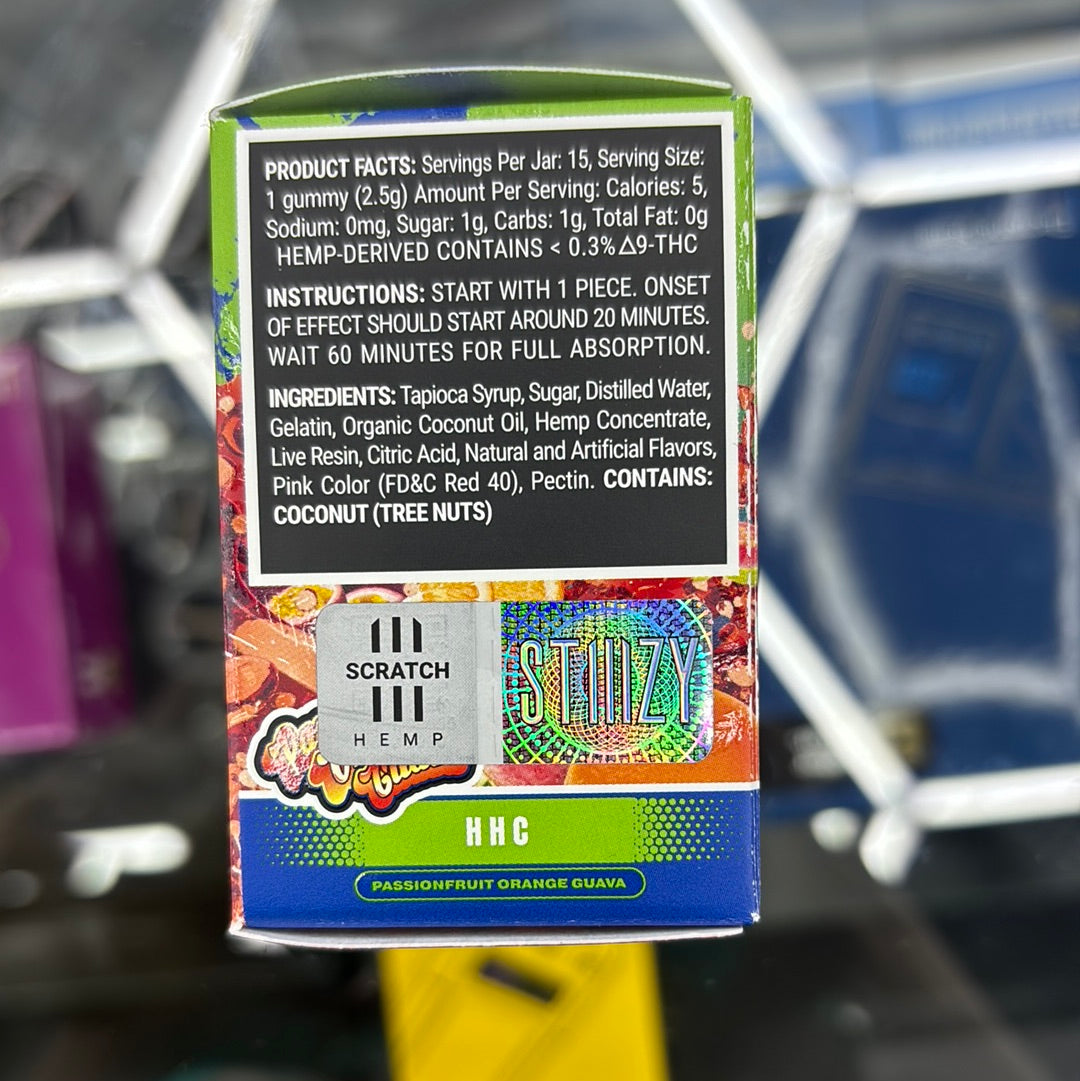 PRODUCT FACTS: Servings Per Jar: 15, Serving Size:
1 gummy (2.5g) Amount Per Serving: Calories: 5,
Sodium: 0mg, Sugar: 1g, Carbs: 1g, Total Fat: 0g
HEMP-DERIVED CONTAINS < 0.3% Δ9-THC
INSTRUCTIONS: START WITH 1 PIECE. ONSET
OF EFFECT SHOULD START AROUND 20 MINUTES.
WAIT 60 MINUTES FOR FULL ABSORPTION.
INGREDIENTS: Tapioca Syrup, Sugar, Distilled Water,
Gelatin, Organic Coconut Oil, Hemp Concentrate,
Live Resin, Citric Acid, Natural and Artificial Flavors,
Pink Color (FD&C Red 40), Pectin. CONTAINS:
COCONUT (TREE NUTS)
SCRATCH
HEMP
STIIIZY
HHC
PASSIONFRUIT ORANGE GUAVA